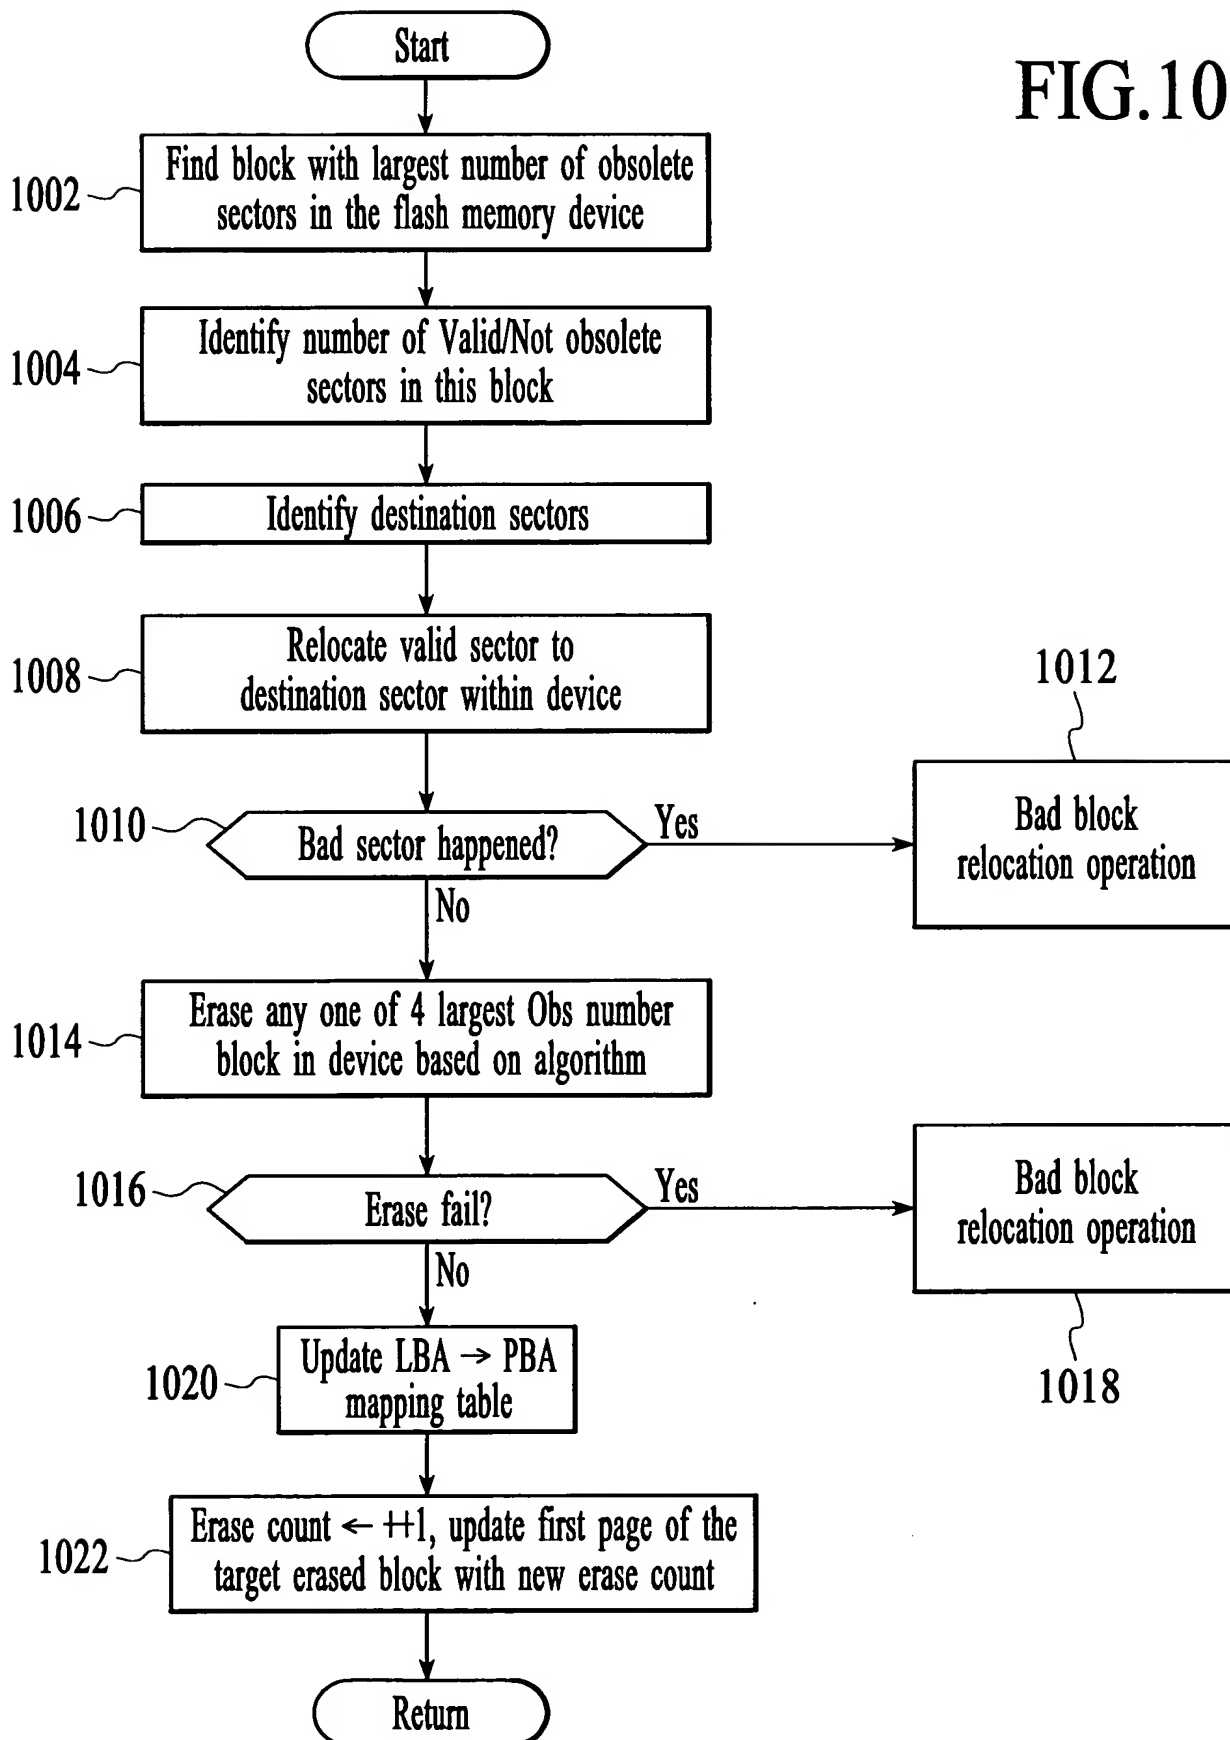 FIG.10
Start
1002
Find block with largest number of obsolete
sectors in the flash memory device
1004
Identify number of Valid/Not obsolete
sectors in this block
1006
Identify destination sectors
1008
Relocate valid sector to
destination sector within device
1010
Bad sector happened?
Yes
No
1012
Bad block
relocation operation
1014
Erase any one of 4 largest Obs number
block in device based on algorithm
1016
Erase fail?
Yes
No
Bad block
relocation operation
1018
1020
Update LBA → PBA
mapping table
1022
Erase count ← ++1, update first page of the
target erased block with new erase count
Return